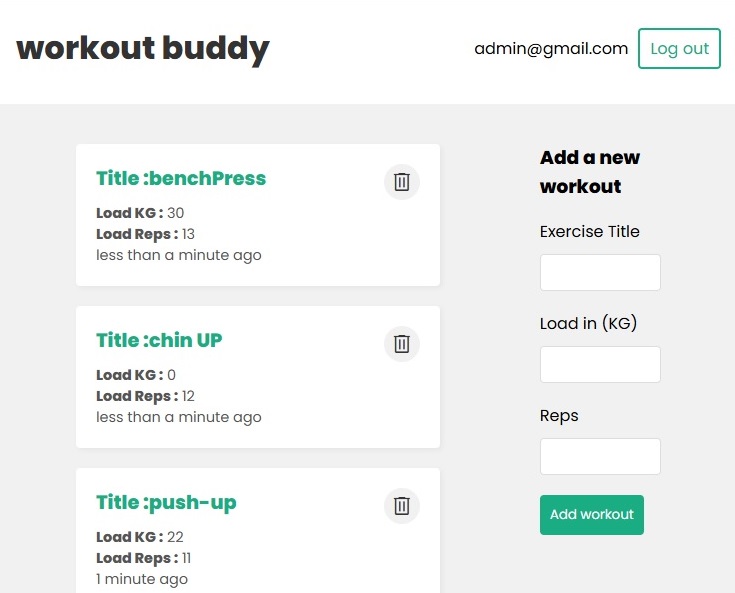 workout buddy
admin@gmail.com
Log out
Title :benchPress
Load KG : 30
Load Reps : 13
less than a minute ago
Title :chin UP
Load KG : 0
Load Reps : 12
less than a minute ago
Title :push-up
Load KG : 22
Load Reps : 11
1 minute ago
Add a new
workout
Exercise Title
Load in (KG)
Reps
Add workout